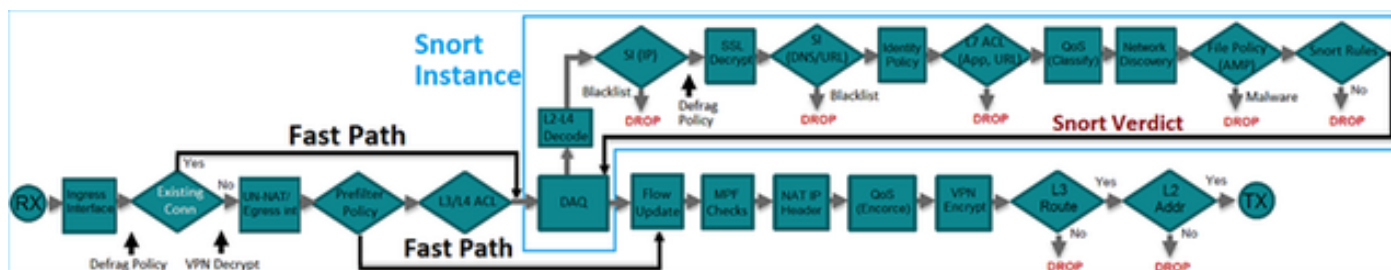 Snort
Instance
SI (IP)
SSL
Decrypt
SI
(DNS/URL)
Identity
Policy
L7 ACL
(App, URL)
QoS
(Classify)
Network
Discovery
File Policy
(AMP)
Snort Rules
Blacklist
DROP
Defrag
Policy
Blacklist
DROP
DROP
Malware
DROP
No
DROP
L2-L4
Decode
Snort Verdict
Fast Path
Yes
RX
Ingress
Interface
Existing
Conn
No
UN-NAT/
Egress int
Prefilter
Policy
L3/L4 ACL
DAQ
Flow
Update
MPF
Checks
NAT IP
Header
QoS
(Encorce)
VPN
Encrypt
L3
Route
Yes
L2
Addr
Yes
TX
Defrag Policy
VPN Decrypt
Fast Path
No
DROP
No
DROP